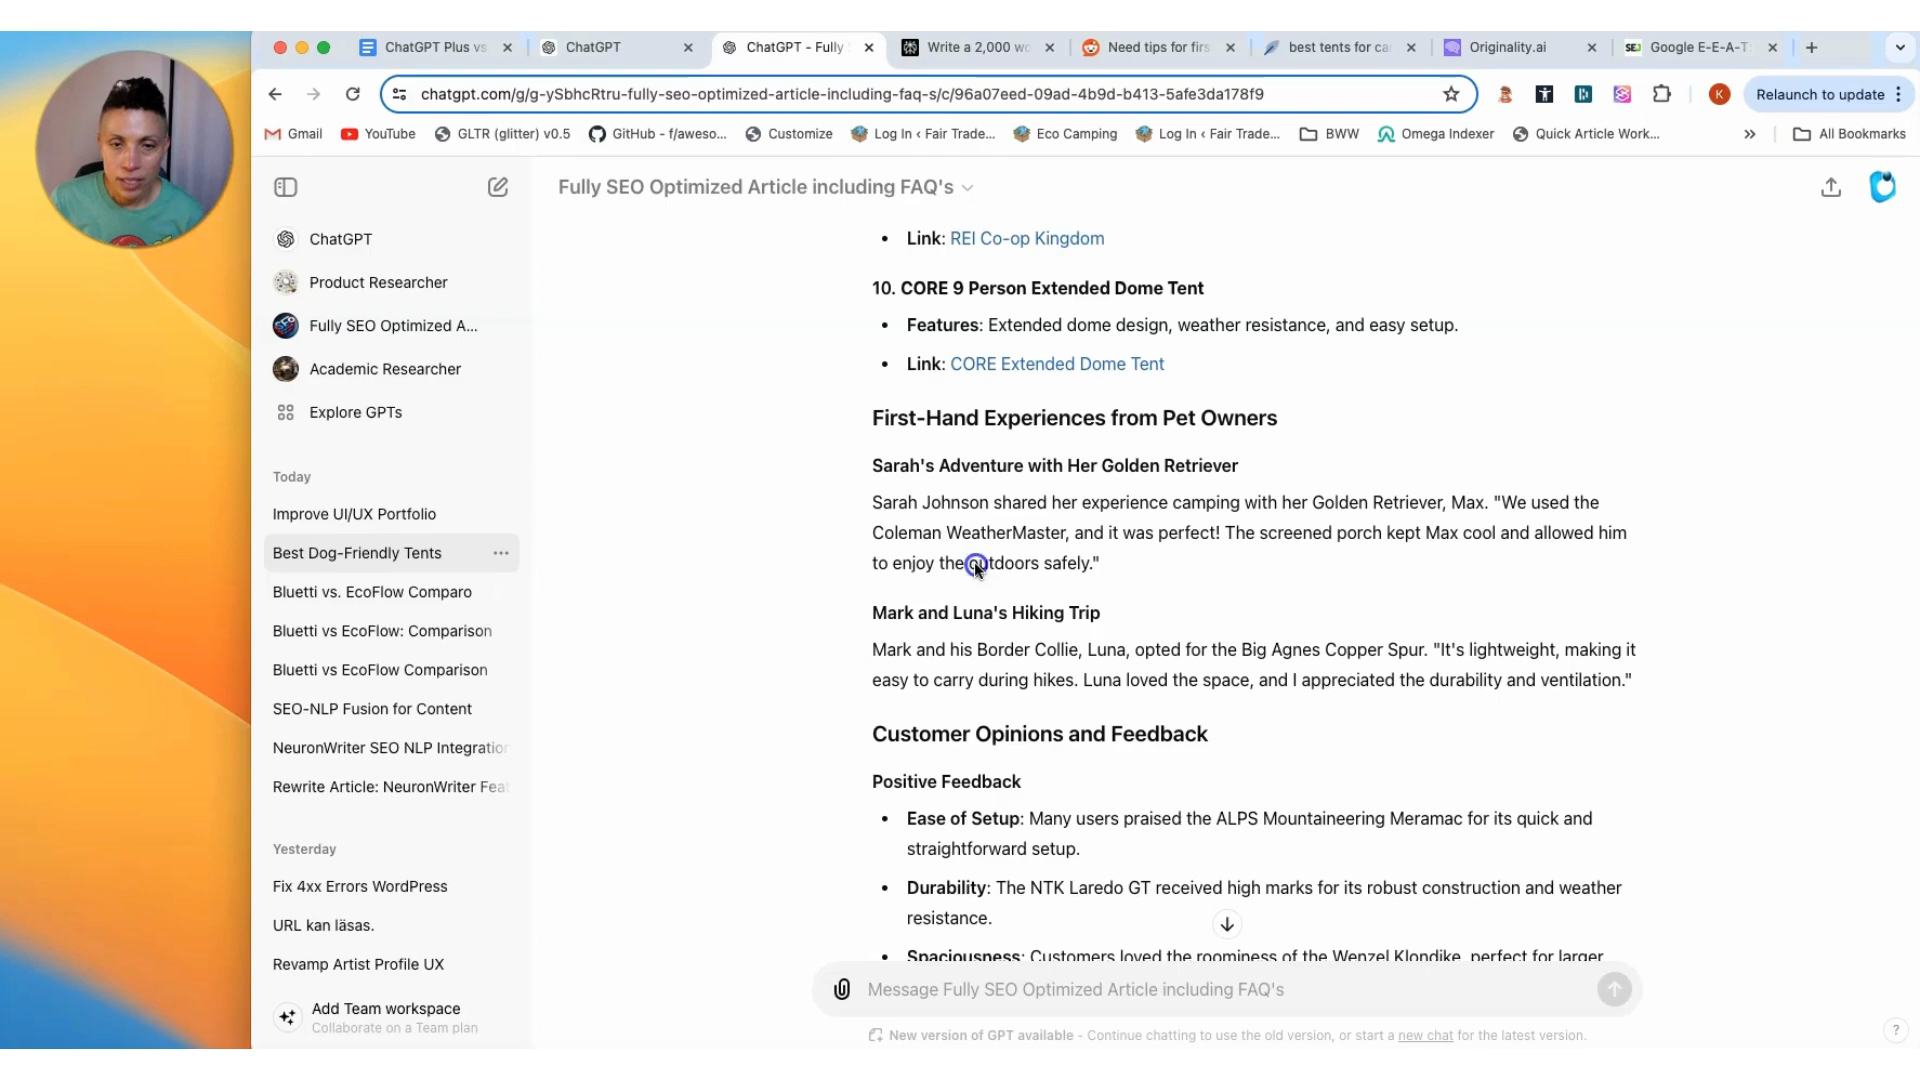 ChatGPT Plus vs
ChatGPT
ChatGPT - Fully
Write a 2,000 wo
Need tips for firs
best tents for ca
Originality.ai
SEJ Google E-E-A-T:
chatgpt.com/g/g-ySbhcRtru-fully-seo-optimized-article-including-faq-s/c/96a07eed-09ad-4b9d-b413-5afe3da178f9
K
Relaunch to update
Gmail
YouTube
GLTR (glitter) v0.5
GitHub - f/aweso...
Customize
Log In ‹ Fair Trade...
Eco Camping
Log In ‹ Fair Trade...
BWW
Omega Indexer
Quick Article Work...
All Bookmarks
ChatGPT
Product Researcher
Fully SEO Optimized A...
Academic Researcher
Explore GPTs
Today
Improve UI/UX Portfolio
Best Dog-Friendly Tents
Bluetti vs. EcoFlow Comparo
Bluetti vs EcoFlow: Comparison
Bluetti vs EcoFlow Comparison
SEO-NLP Fusion for Content
NeuronWriter SEO NLP Integration
Rewrite Article: NeuronWriter Fea
Yesterday
Fix 4xx Errors WordPress
URL kan läsas.
Revamp Artist Profile UX
Add Team workspace
Collaborate on a Team plan
Fully SEO Optimized Article including FAQ's
• Link: REI Co-op Kingdom
10. CORE 9 Person Extended Dome Tent
• Features: Extended dome design, weather resistance, and easy setup.
• Link: CORE Extended Dome Tent
First-Hand Experiences from Pet Owners
Sarah's Adventure with Her Golden Retriever
Sarah Johnson shared her experience camping with her Golden Retriever, Max. "We used the
Coleman WeatherMaster, and it was perfect! The screened porch kept Max cool and allowed him
to enjoy the outdoors safely."
Mark and Luna's Hiking Trip
Mark and his Border Collie, Luna, opted for the Big Agnes Copper Spur. "It's lightweight, making it
easy to carry during hikes. Luna loved the space, and I appreciated the durability and ventilation."
Customer Opinions and Feedback
Positive Feedback
• Ease of Setup: Many users praised the ALPS Mountaineering Meramac for its quick and
straightforward setup.
• Durability: The NTK Laredo GT received high marks for its robust construction and weather
resistance.
• Spaciousness: Customers loved the roominess of the Wenzel Klondike, perfect for larger
Message Fully SEO Optimized Article including FAQ's
New version of GPT available - Continue chatting to use the old version, or start a new chat for the latest version.
?